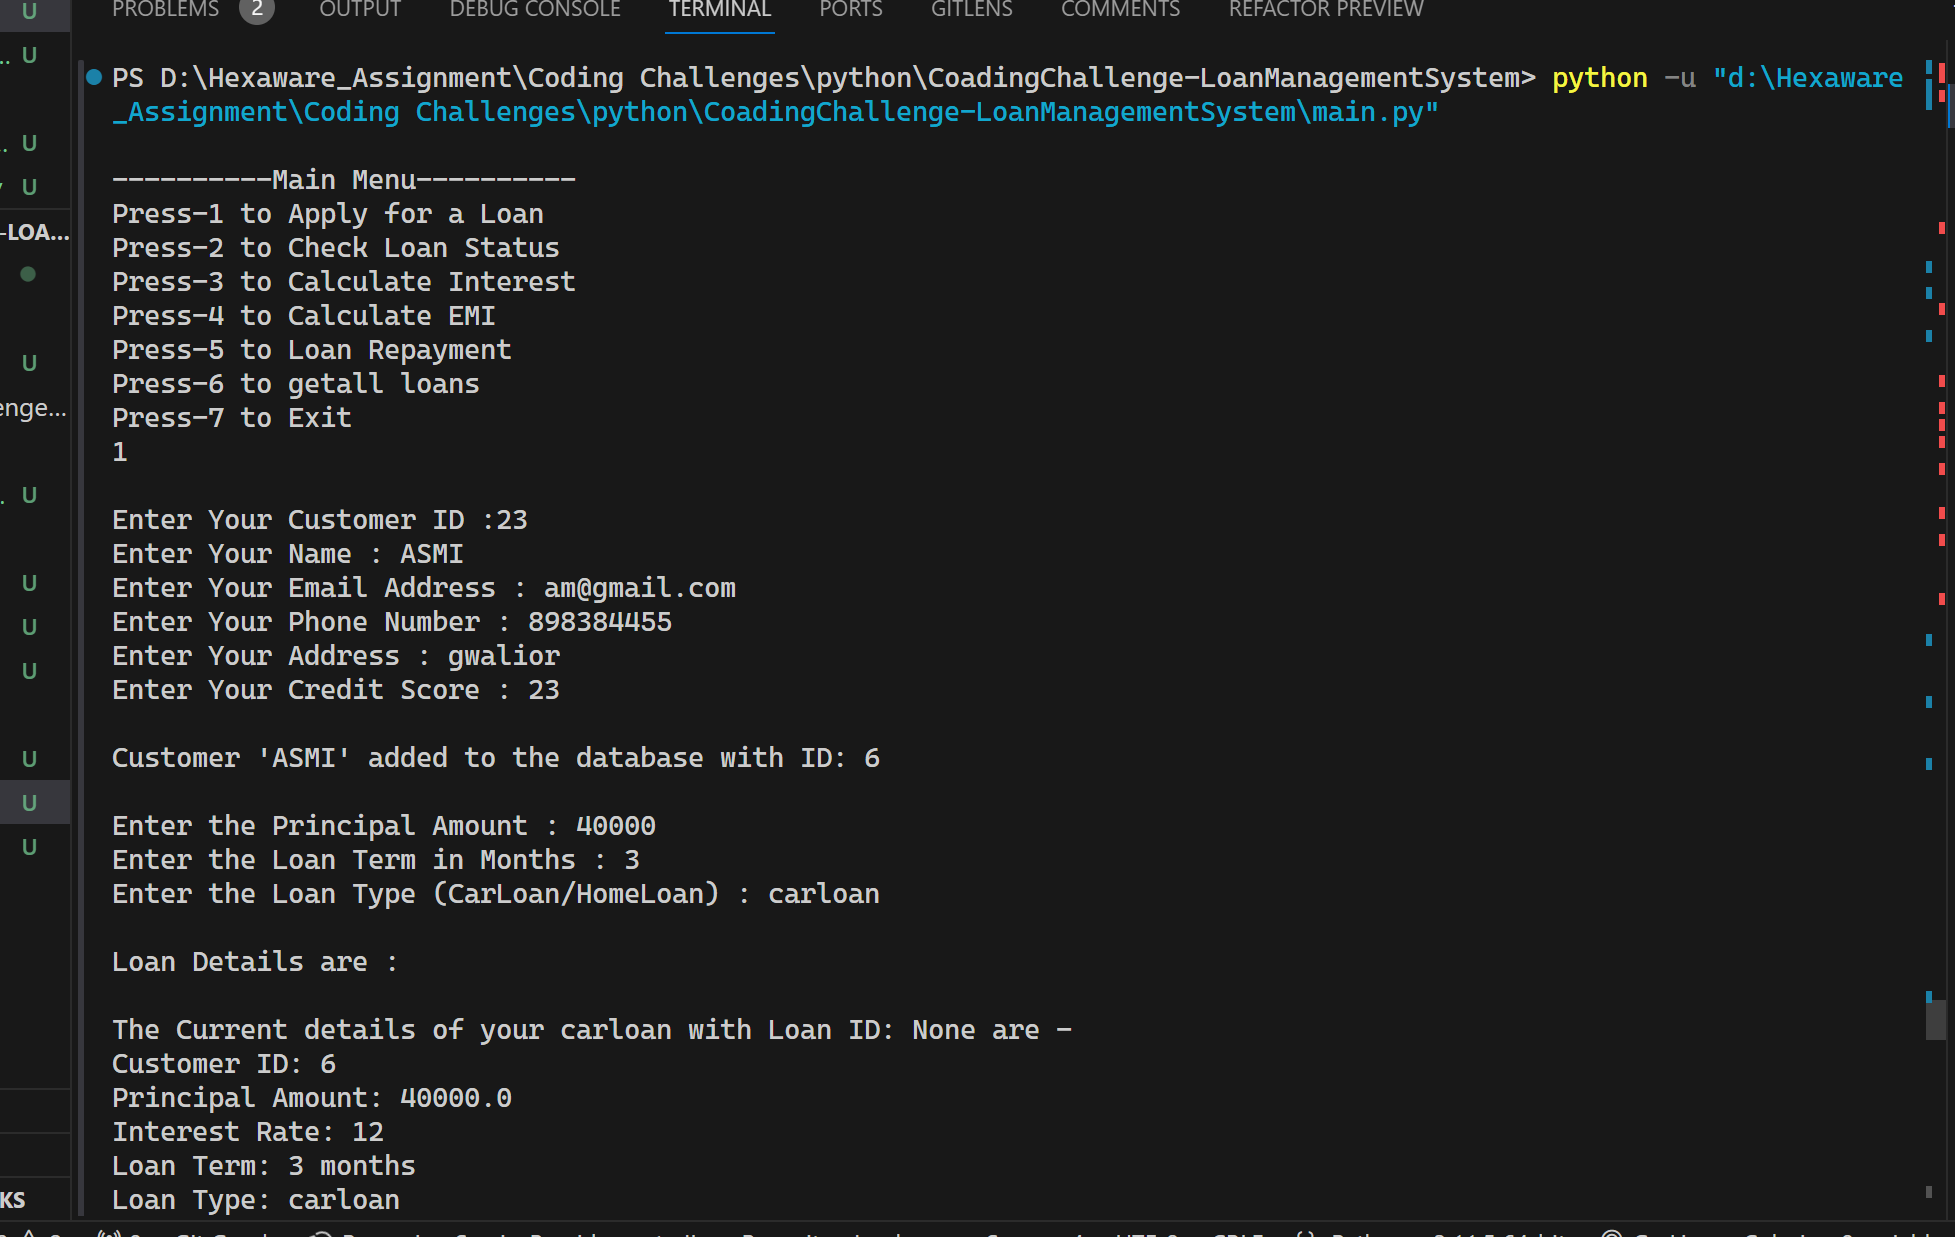 PROBLEMS 2 OUTPUT DEBUG CONSOLE TERMINAL PORTS GITLENS COMMENTS REFACTOR PREVIEW
U
.. U
. U
U
-LOA...
U
enge...
. U
U
U
U
U
U
U
KS
PS D:\Hexaware_Assignment\Coding Challenges\python\CoadingChallenge-LoanManagementSystem> python -u "d:\Hexaware
_Assignment\Coding Challenges\python\CoadingChallenge-LoanManagementSystem\main.py"
----------Main Menu----------
Press-1 to Apply for a Loan
Press-2 to Check Loan Status
Press-3 to Calculate Interest
Press-4 to Calculate EMI
Press-5 to Loan Repayment
Press-6 to getall loans
Press-7 to Exit
1
Enter Your Customer ID :23
Enter Your Name : ASMI
Enter Your Email Address : am@gmail.com
Enter Your Phone Number : 898384455
Enter Your Address : gwalior
Enter Your Credit Score : 23
Customer 'ASMI' added to the database with ID: 6
Enter the Principal Amount : 40000
Enter the Loan Term in Months : 3
Enter the Loan Type (CarLoan/HomeLoan) : carloan
Loan Details are :
The Current details of your carloan with Loan ID: None are -
Customer ID: 6
Principal Amount: 40000.0
Interest Rate: 12
Loan Term: 3 months
Loan Type: carloan